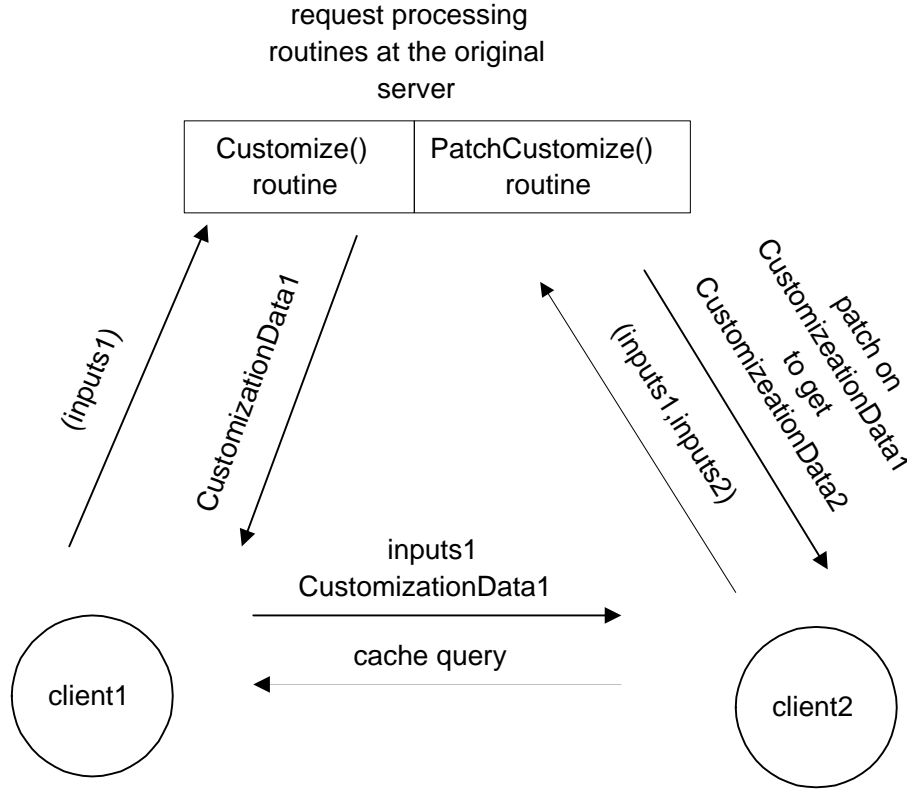 request processing
routines at the original
server
Customize()
routine
PatchCustomize()
routine
(inputs1)
CustomizationData1
(inputs1,inputs2)
patch on
CustomizeationData1
to get
CustomizeationData2
inputs1
CustomizationData1
cache query
client1
client2